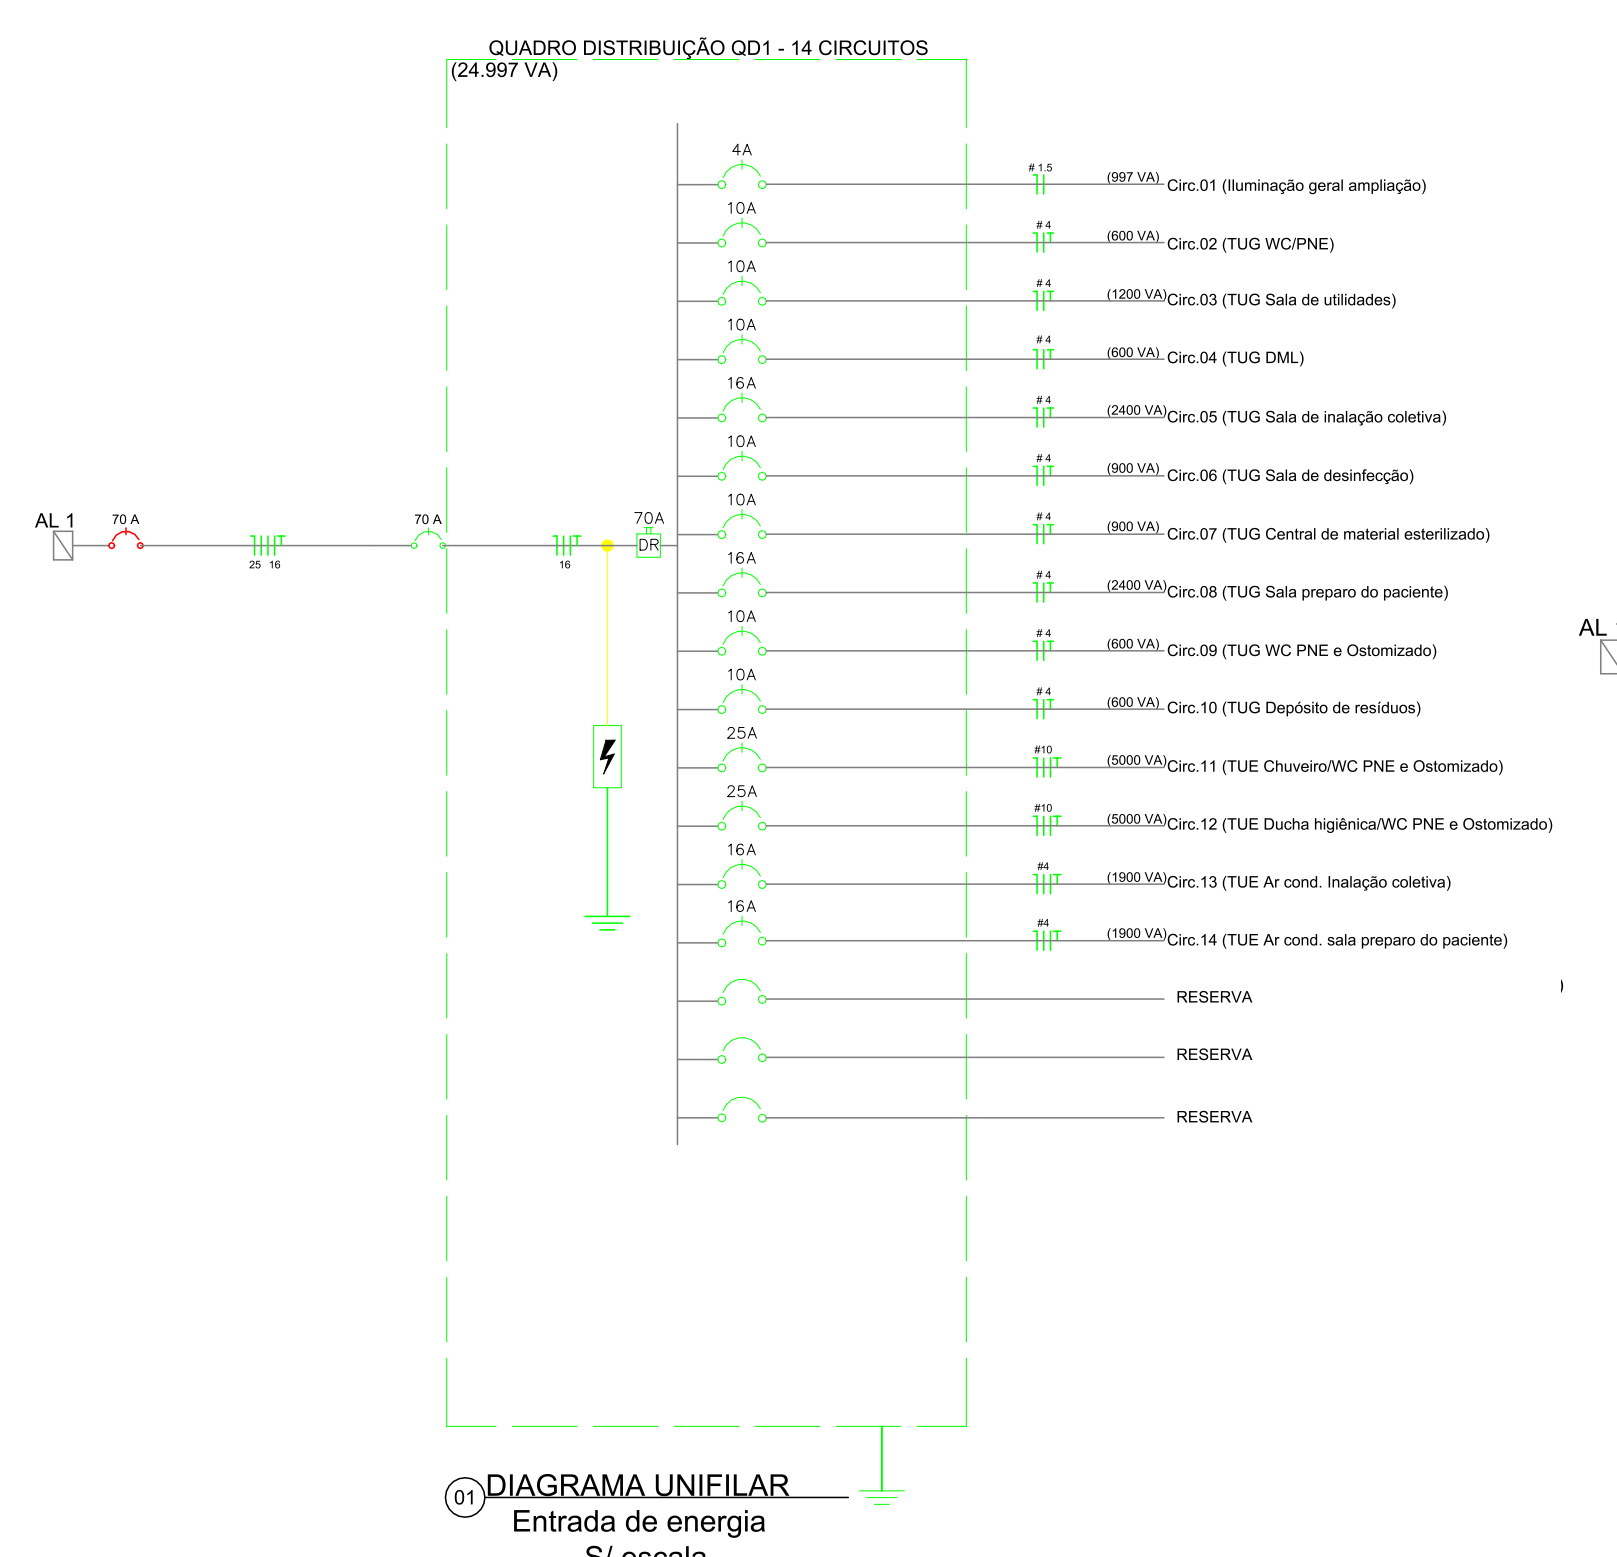 QUADRO DISTRIBUIÇÃO QD1 - 14 CIRCUITOS
(24.997 VA)
4A
# 1.5
(997 VA) Circ.01 (Iluminação geral ampliação)
10A
# 4
(600 VA) Circ.02 (TUG WC/PNE)
10A
# 4
(1200 VA) Circ.03 (TUG Sala de utilidades)
10A
# 4
(600 VA) Circ.04 (TUG DML)
16A
# 4
(2400 VA) Circ.05 (TUG Sala de inalação coletiva)
10A
# 4
(900 VA) Circ.06 (TUG Sala de desinfecção)
10A
# 4
(900 VA) Circ.07 (TUG Central de material esterilizado)
AL 1
70 A
25 16
70 A
16
70A
DR
16A
# 4
(2400 VA) Circ.08 (TUG Sala preparo do paciente)
10A
# 4
(600 VA) Circ.09 (TUG WC PNE e Ostomizado)
AL
10A
# 4
(600 VA) Circ.10 (TUG Depósito de resíduos)
25A
#10
(5000 VA) Circ.11 (TUE Chuveiro/WC PNE e Ostomizado)
25A
#10
(5000 VA) Circ.12 (TUE Ducha higiênica/WC PNE e Ostomizado)
16A
#4
(1900 VA) Circ.13 (TUE Ar cond. Inalação coletiva)
16A
#4
(1900 VA) Circ.14 (TUE Ar cond. sala preparo do paciente)
)
RESERVA
RESERVA
RESERVA
01 DIAGRAMA UNIFILAR
Entrada de energia
S/ escala